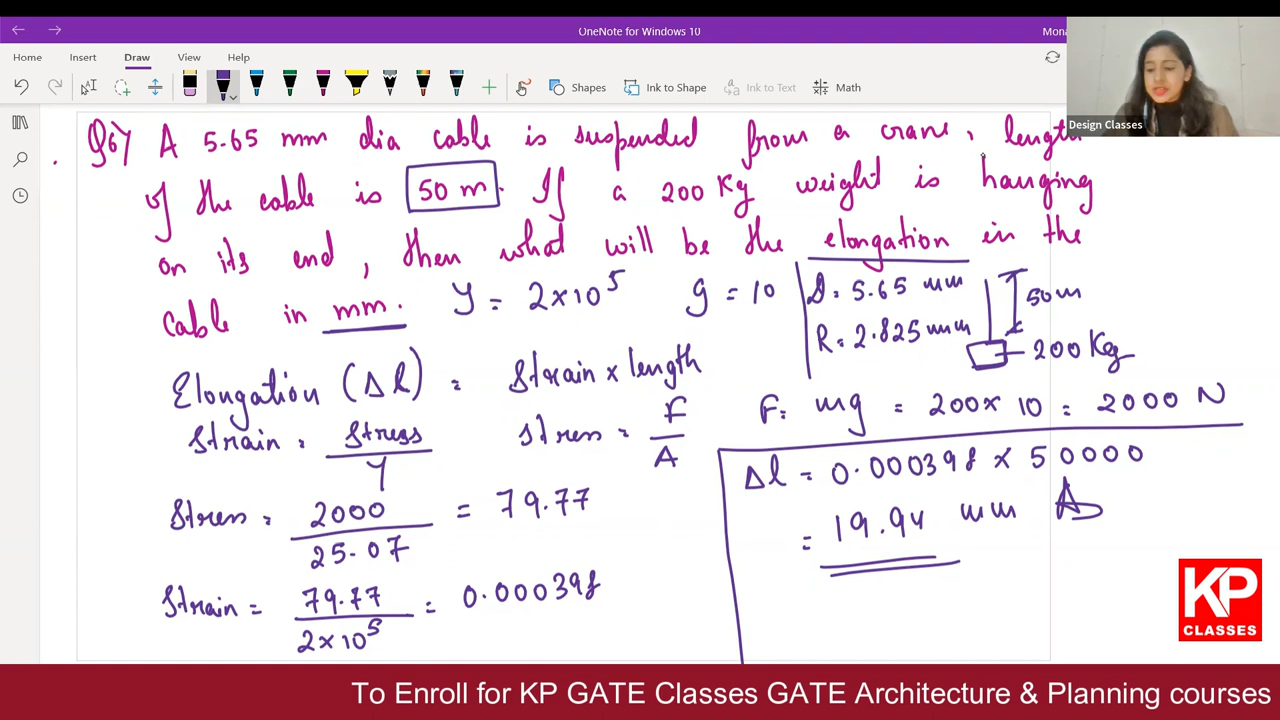 OneNote for Windows 10
Mona
Home Insert Draw View Help
Shapes Ink to Shape Ink to Text Math
Design Classes
Q6) A 5.65 mm dia cable is suspended from a crane, length
of the cable is 50 m. If a 200 Kg weight is hanging
on its end, then what will be the elongation in the
cable in mm. Y = 2×10⁵ g = 10
D = 5.65 mm
R = 2.825 mm
50m
200 Kg
Elongation (Δl) = Strain × length
Strain = Stress / Y
Stress = F / A
F = mg = 200 × 10 = 2000 N
Stress = 2000 / 25.07 = 79.77
Strain = 79.77 / 2×10⁵ = 0.000398
Δl = 0.000398 × 50000
= 19.94 mm
KP
CLASSES
To Enroll for KP GATE Classes GATE Architecture & Planning courses